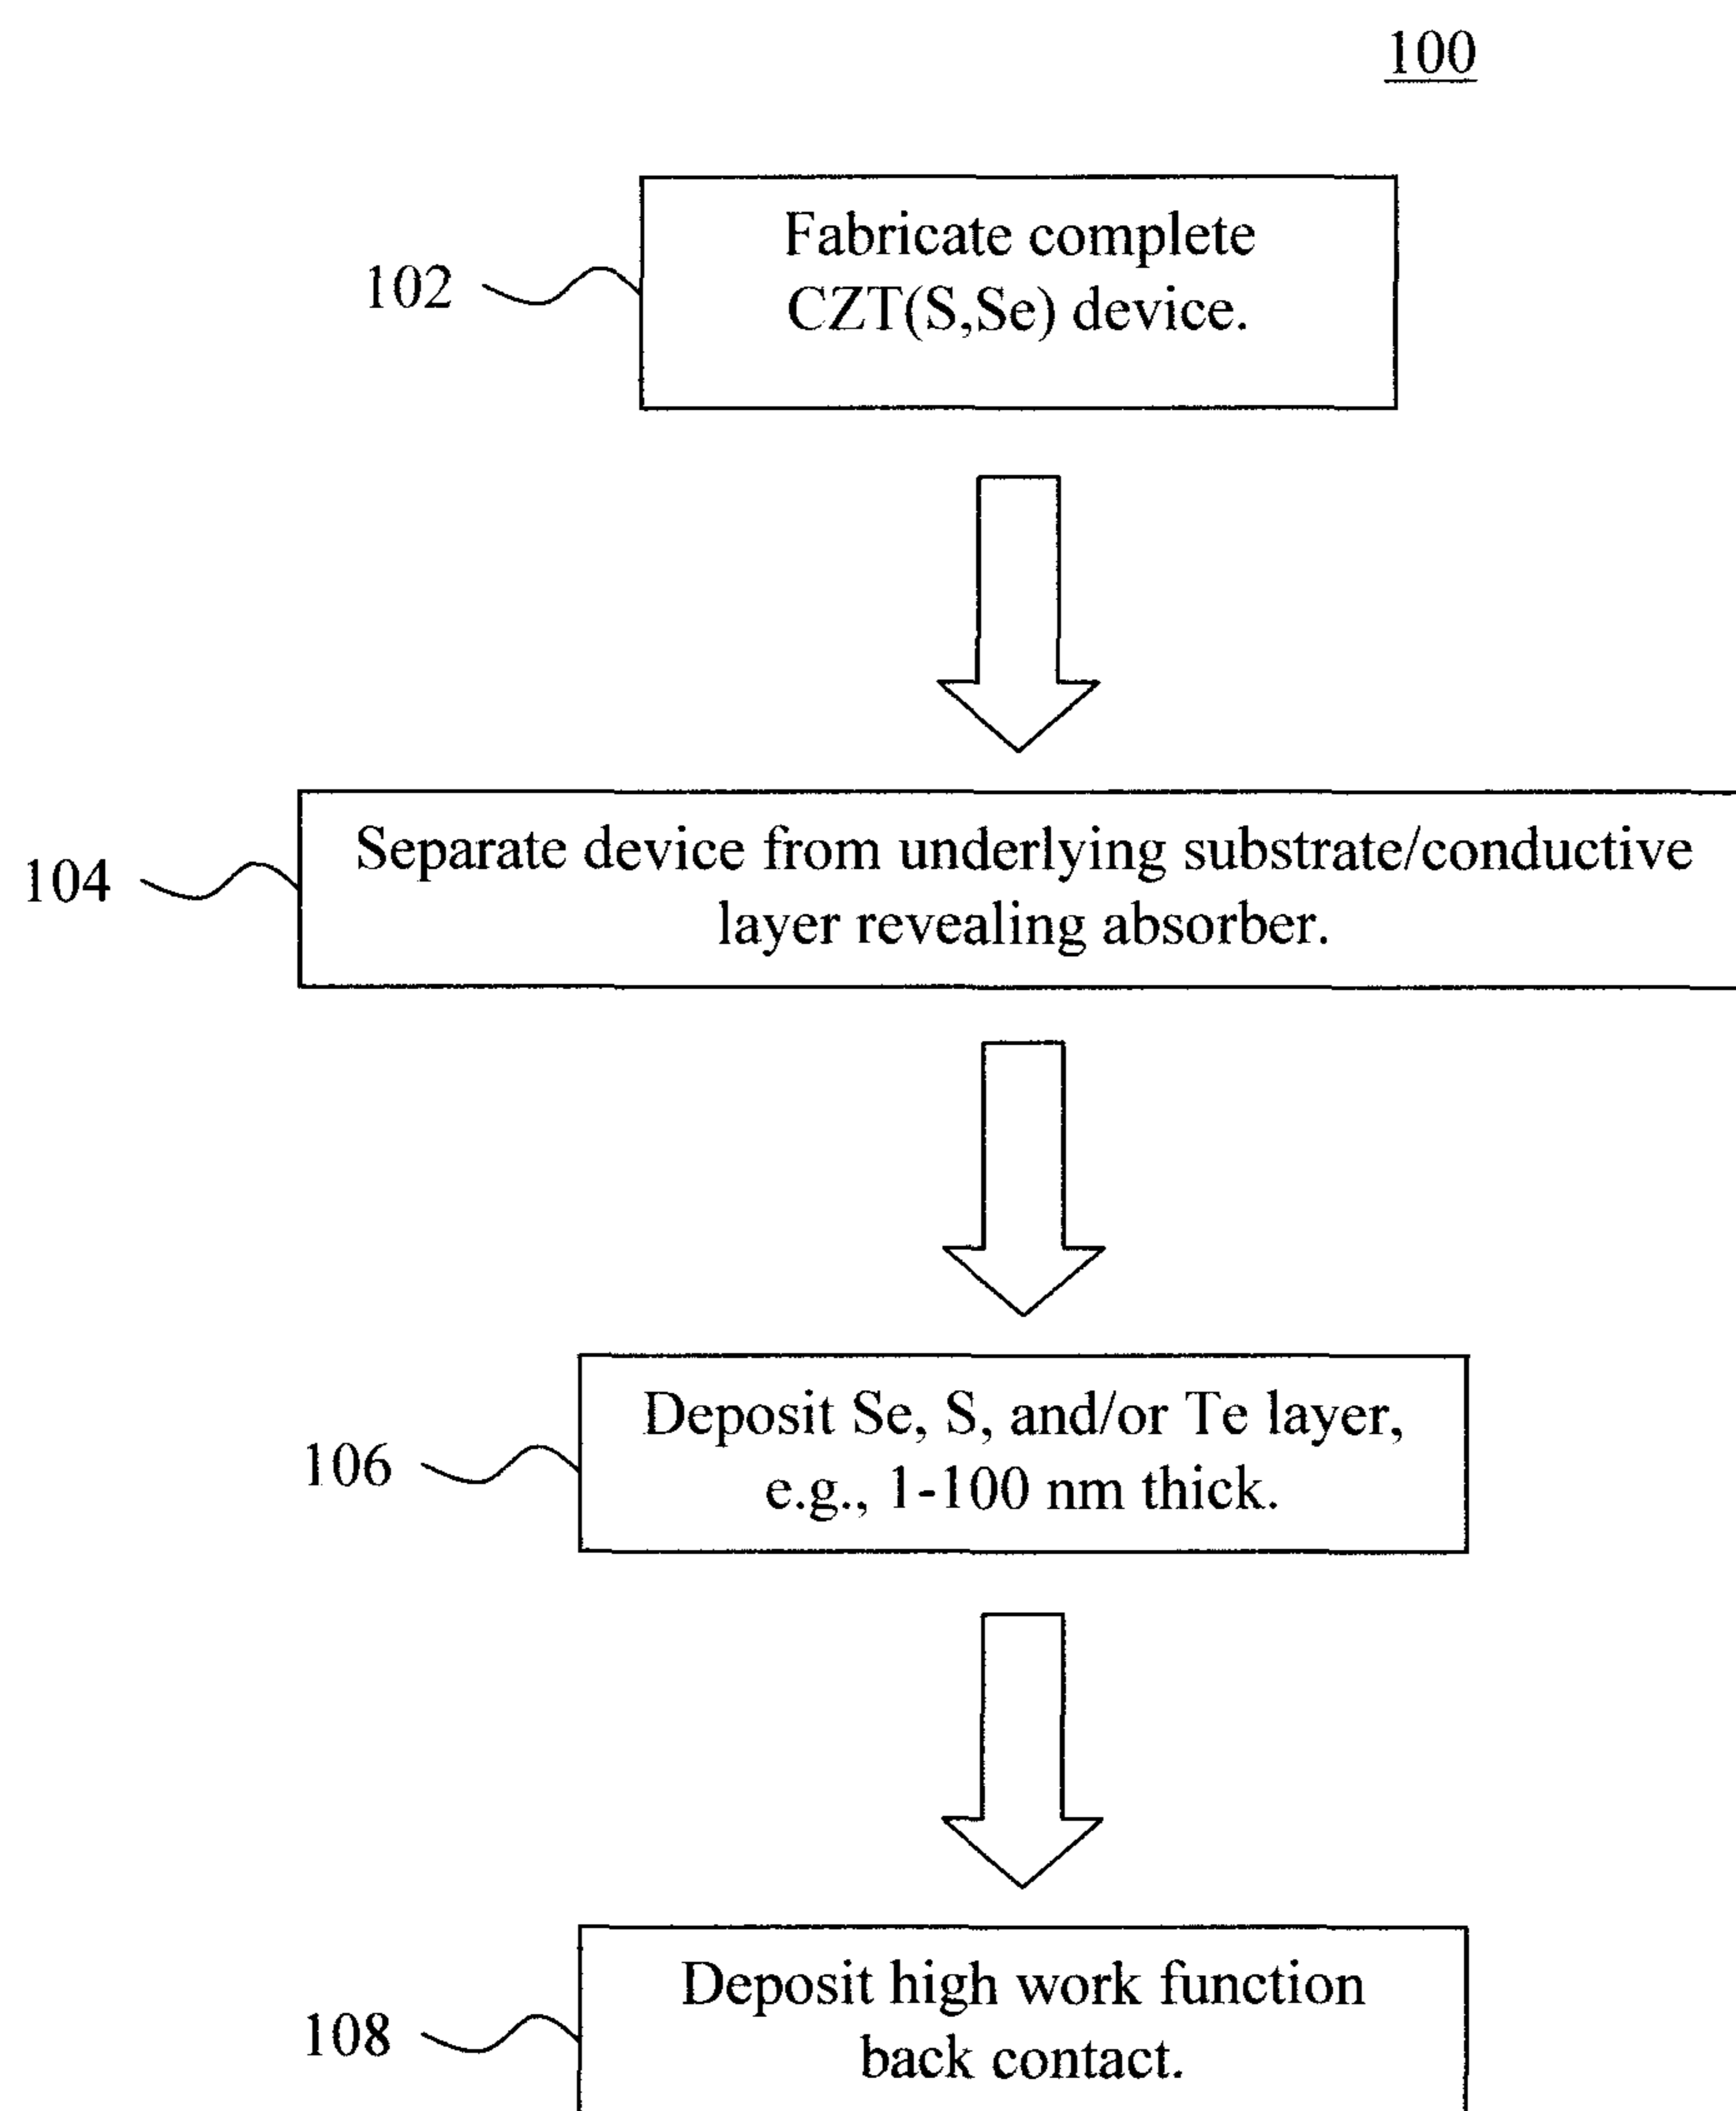 100
102
Fabricate complete
CZT(S,Se) device.
104
Separate device from underlying substrate/conductive
layer revealing absorber.
106
Deposit Se, S, and/or Te layer,
e.g., 1-100 nm thick.
108
Deposit high work function
back contact.